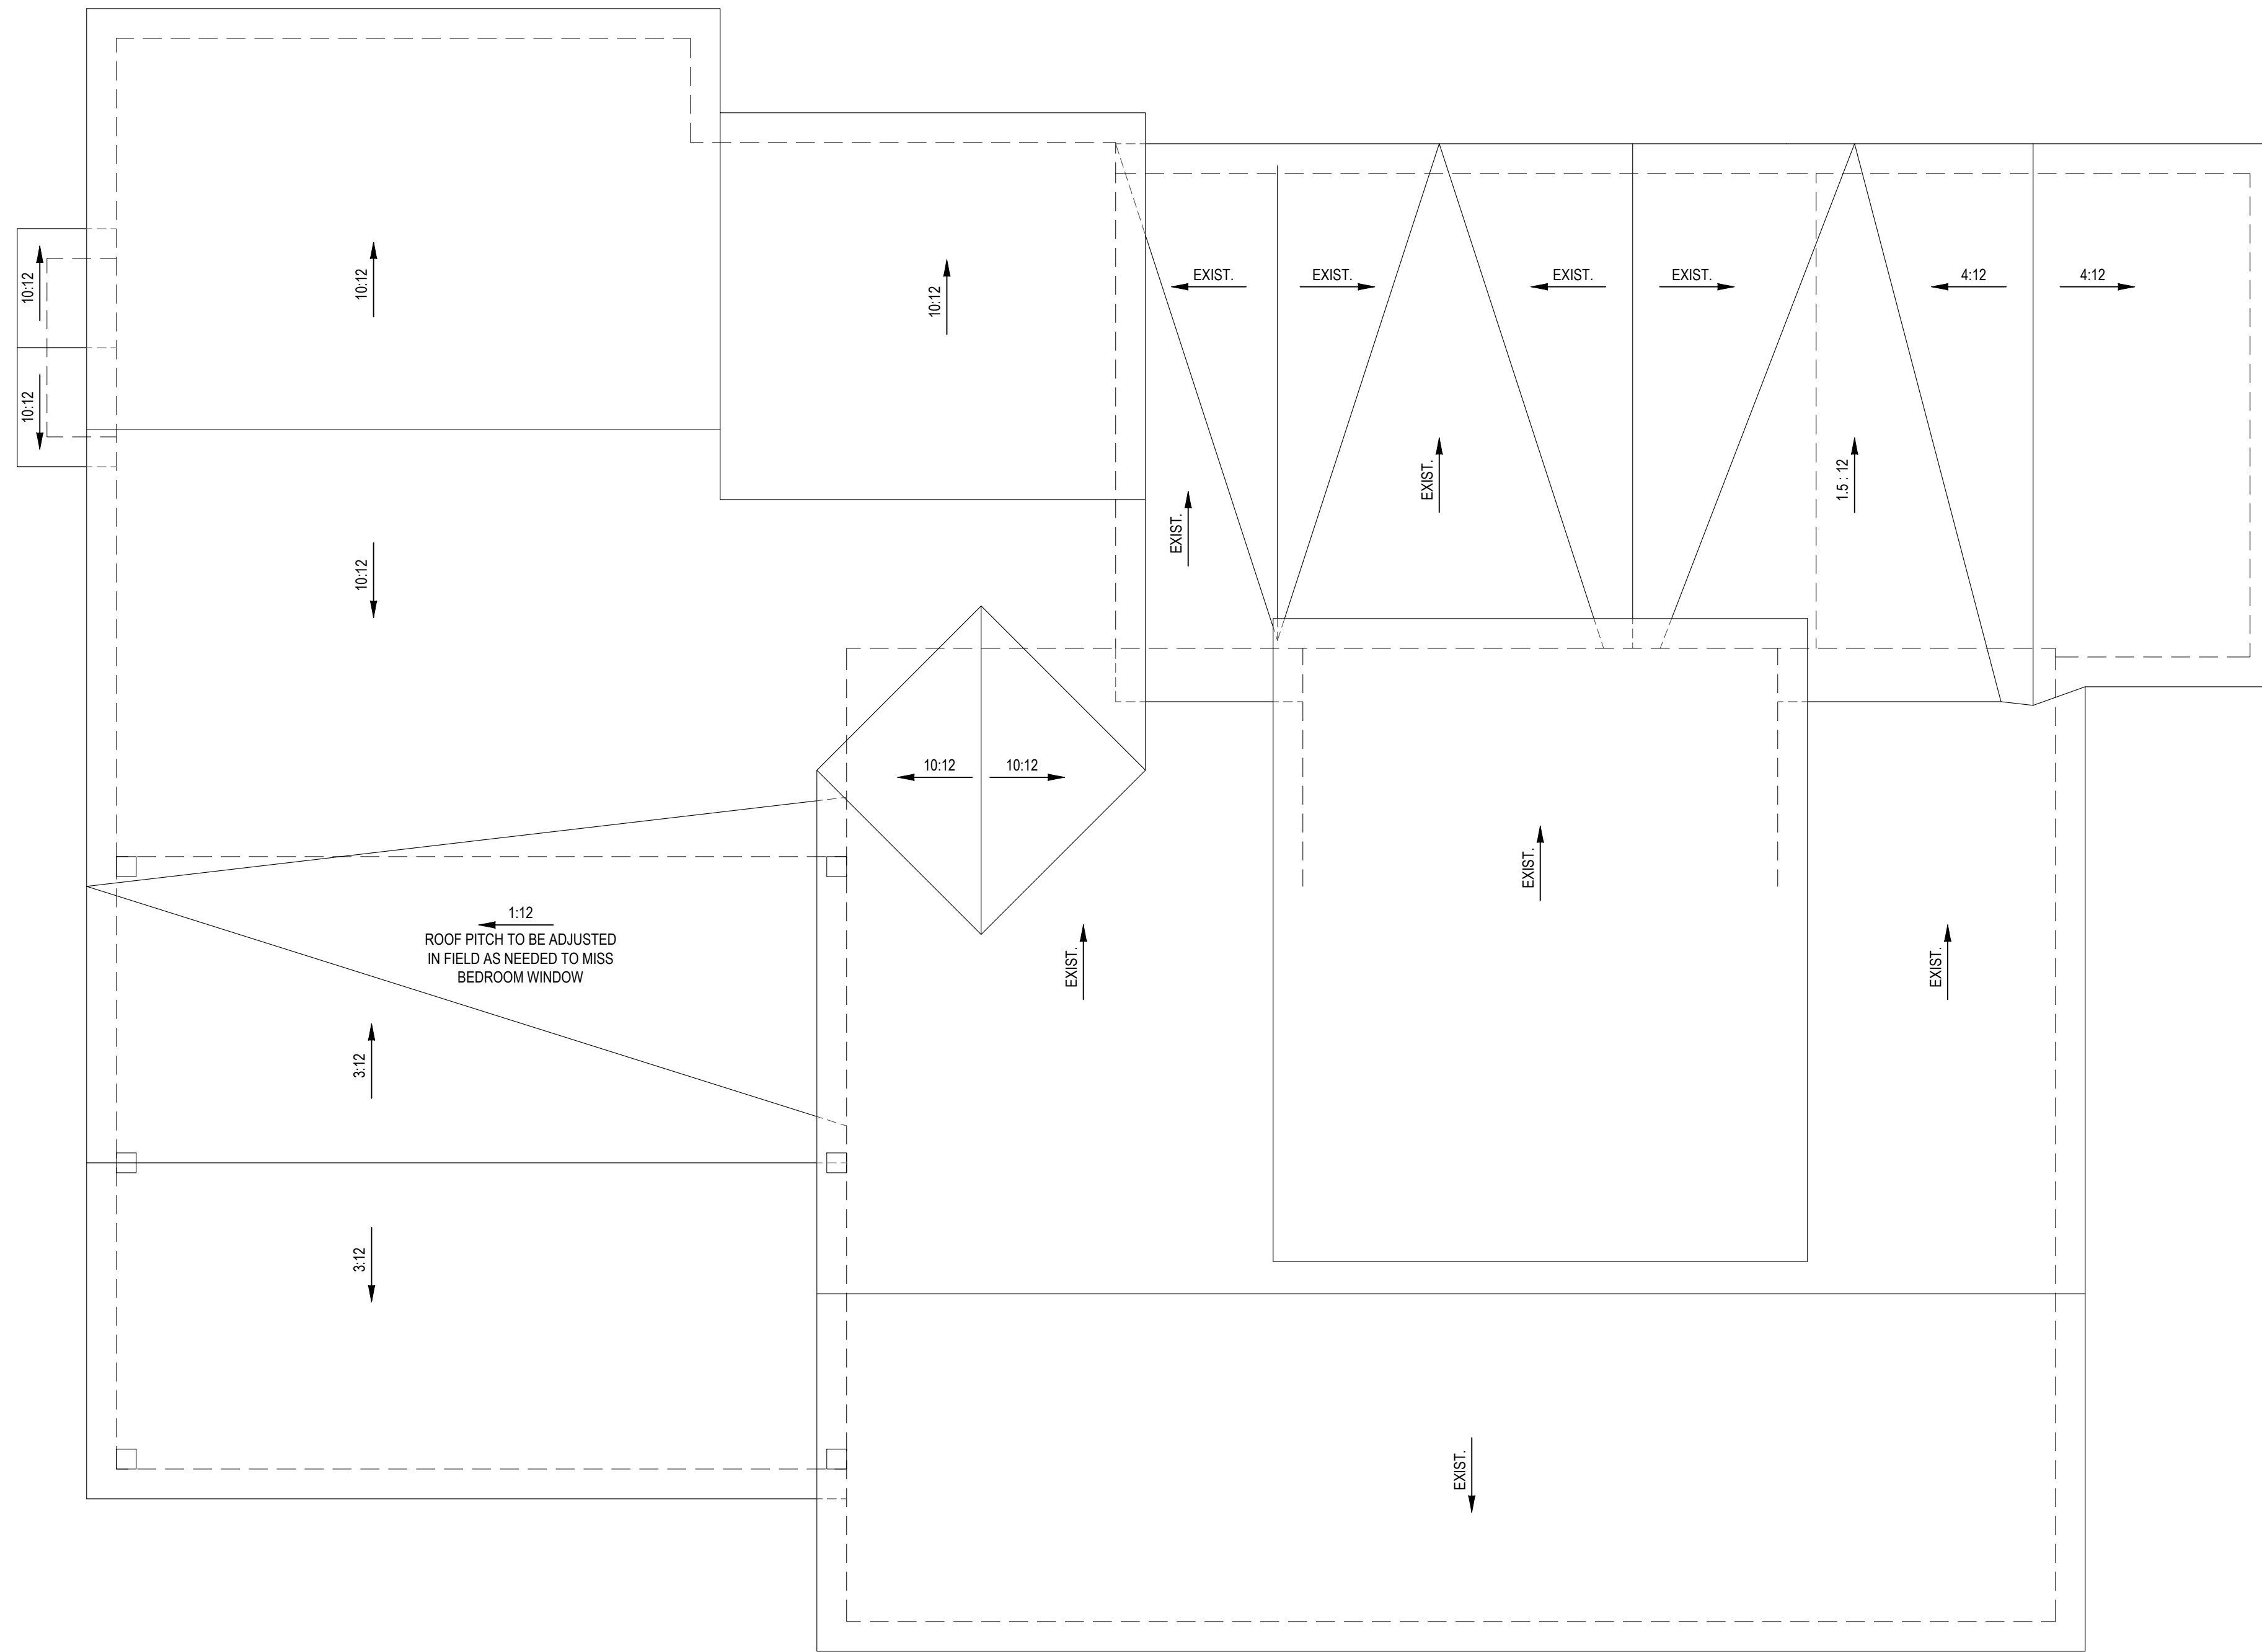 10:12
10:12
10:12
10:12
10:12
EXIST.
EXIST.
EXIST.
EXIST.
4:12
4:12
EXIST.
EXIST.
1.5 : 12
10:12
10:12
1:12
ROOF PITCH TO BE ADJUSTED
IN FIELD AS NEEDED TO MISS
BEDROOM WINDOW
EXIST.
EXIST.
EXIST.
3:12
3:12
EXIST.